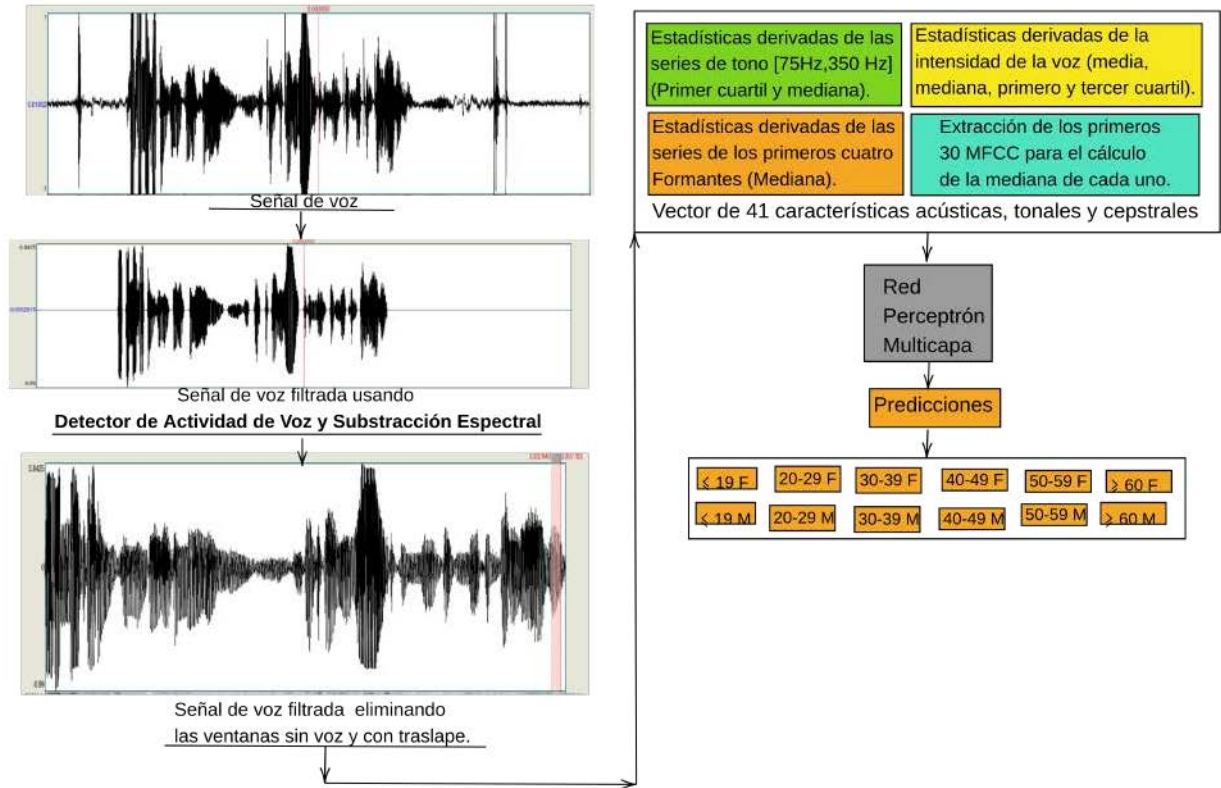 Señal de voz
Señal de voz filtrada usando
Detector de Actividad de Voz y Substracción Espectral
Señal de voz filtrada eliminando
las ventanas sin voz y con traslape.
Estadísticas derivadas de las
series de tono [75Hz,350 Hz]
(Primer cuartil y mediana).
Estadísticas derivadas de la
intensidad de la voz (media,
mediana, primero y tercer cuartil).
Estadísticas derivadas de las
series de los primeros cuatro
Formantes (Mediana).
Extracción de los primeros
30 MFCC para el cálculo
de la mediana de cada uno.
Vector de 41 características acústicas, tonales y cepstrales
Red
Perceptrón
Multicapa
Predicciones
⩽ 19 F 20-29 F 30-39 F 40-49 F 50-59 F ⩾ 60 F
⩽ 19 M 20-29 M 30-39 M 40-49 M 50-59 M ⩾ 60 M